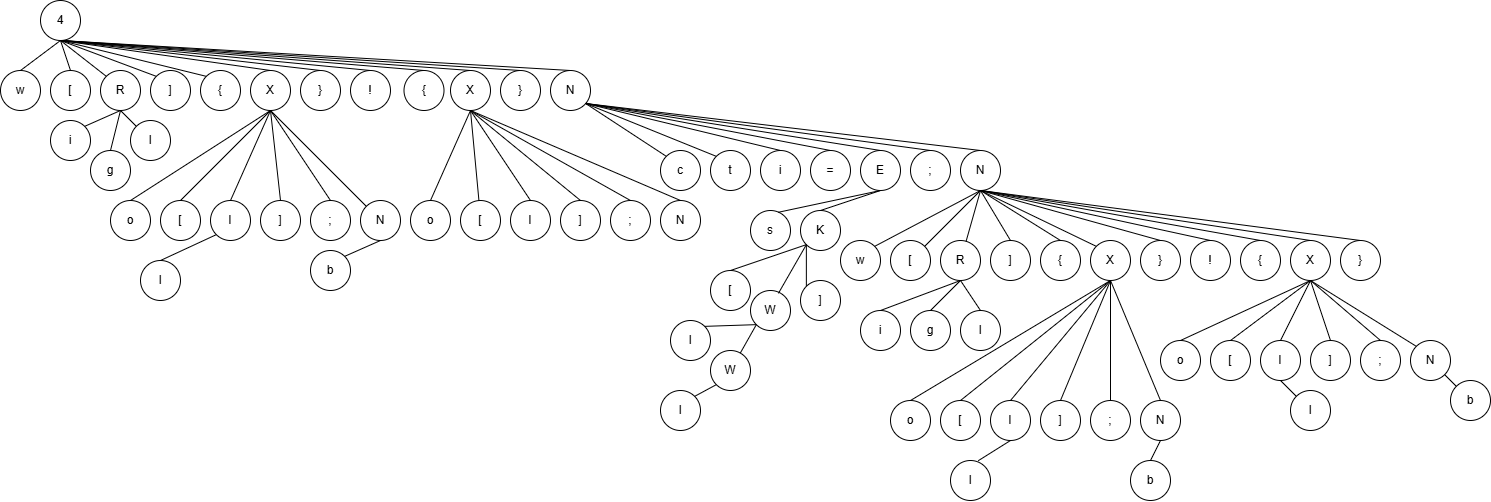 4
w [ R ] { X } ! { X } N
i l
g
c t i = E ; N
o [ l ] ; N o [ l ] ; N
s K
w [ R ] { X } ! { X }
l b
[ W ]
i g l
l
W
o [ l ] ; N
l l b
o [ l ] ; N
l b